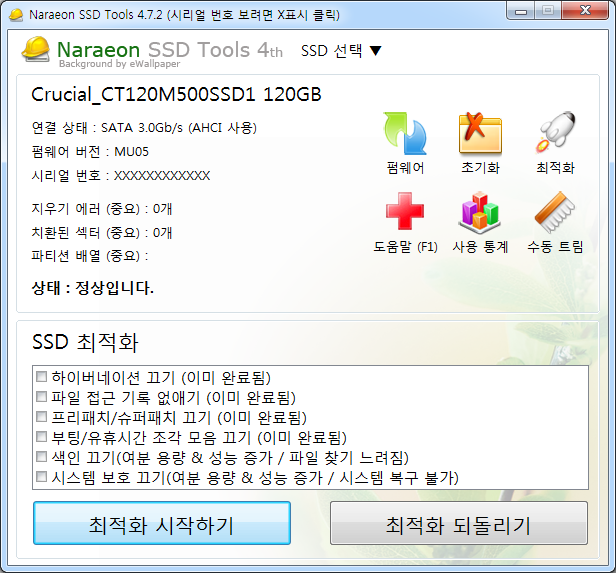 Naraeon SSD Tools 4.7.2 (시리얼 번호 보려면 X표시 클릭)
Naraeon SSD Tools 4th
Background by eWallpaper
SSD 선택 ▼
Crucial_CT120M500SSD1 120GB
연결 상태 : SATA 3.0Gb/s (AHCI 사용)
펌웨어 버전 : MU05
시리얼 번호 : XXXXXXXXXXXX
지우기 에러 (중요) : 0개
치환된 섹터 (중요) : 0개
파티션 배열 (중요) :
상태 : 정상입니다.
펌웨어 초기화 최적화
도움말 (F1) 사용 통계 수동 트림
SSD 최적화
하이버네이션 끄기 (이미 완료됨)
파일 접근 기록 없애기 (이미 완료됨)
프리패치/슈퍼패치 끄기 (이미 완료됨)
부팅/유휴시간 조각 모음 끄기 (이미 완료됨)
색인 끄기(여분 용량 & 성능 증가 / 파일 찾기 느려짐)
시스템 보호 끄기(여분 용량 & 성능 증가 / 시스템 복구 불가)
최적화 시작하기 최적화 되돌리기